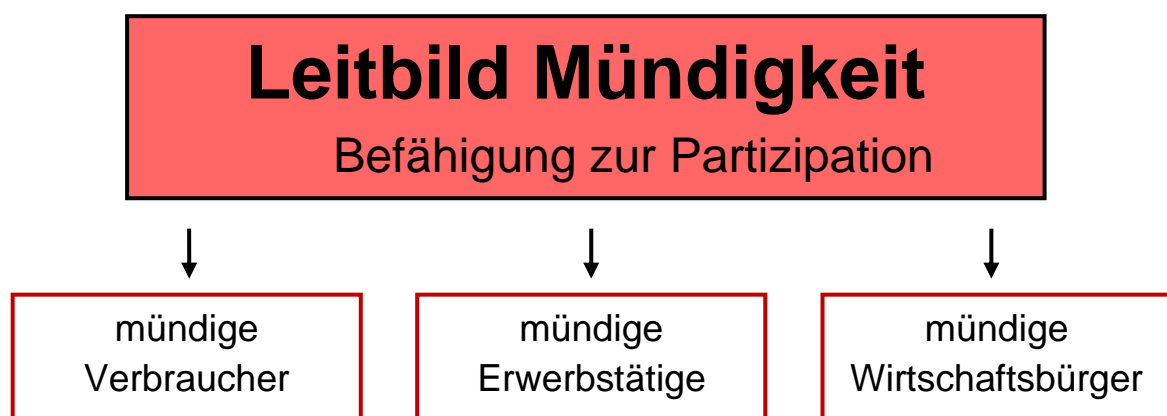 Leitbild Mündigkeit
Befähigung zur Partizipation
mündige
Verbraucher
mündige
Erwerbstätige
mündige
Wirtschaftsbürger